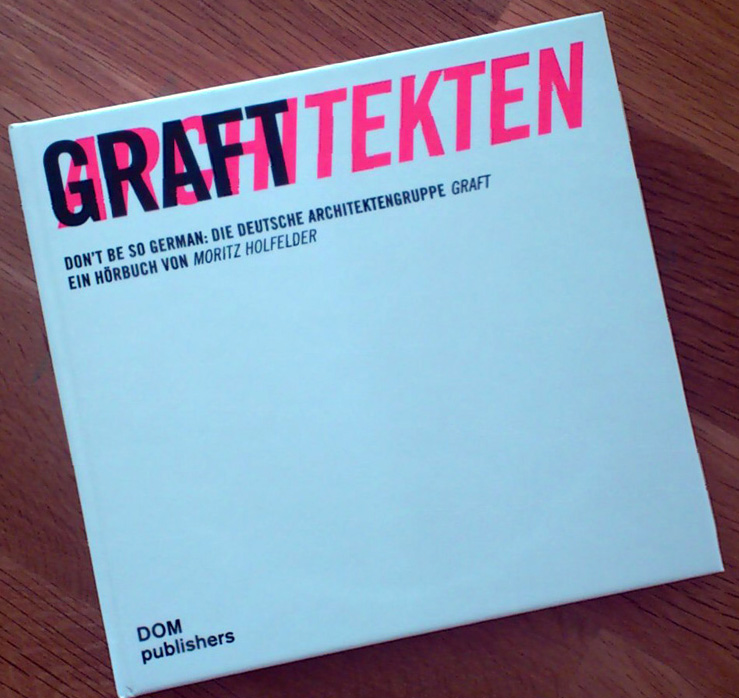 GRAFT ARCHITEKTEN
DON'T BE SO GERMAN: DIE DEUTSCHE ARCHITEKTENGRUPPE GRAFT
EIN HÖRBUCH VON MORITZ HOLFELDER
DOM
publishers